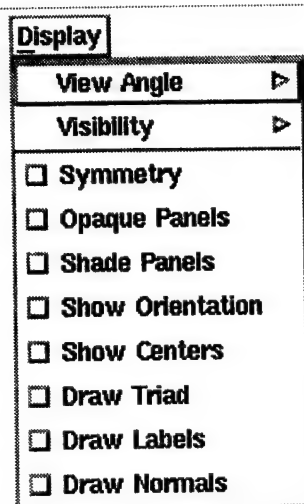 Display
View Angle
Visibility
Symmetry
Opaque Panels
Shade Panels
Show Orientation
Show Centers
Draw Triad
Draw Labels
Draw Normals